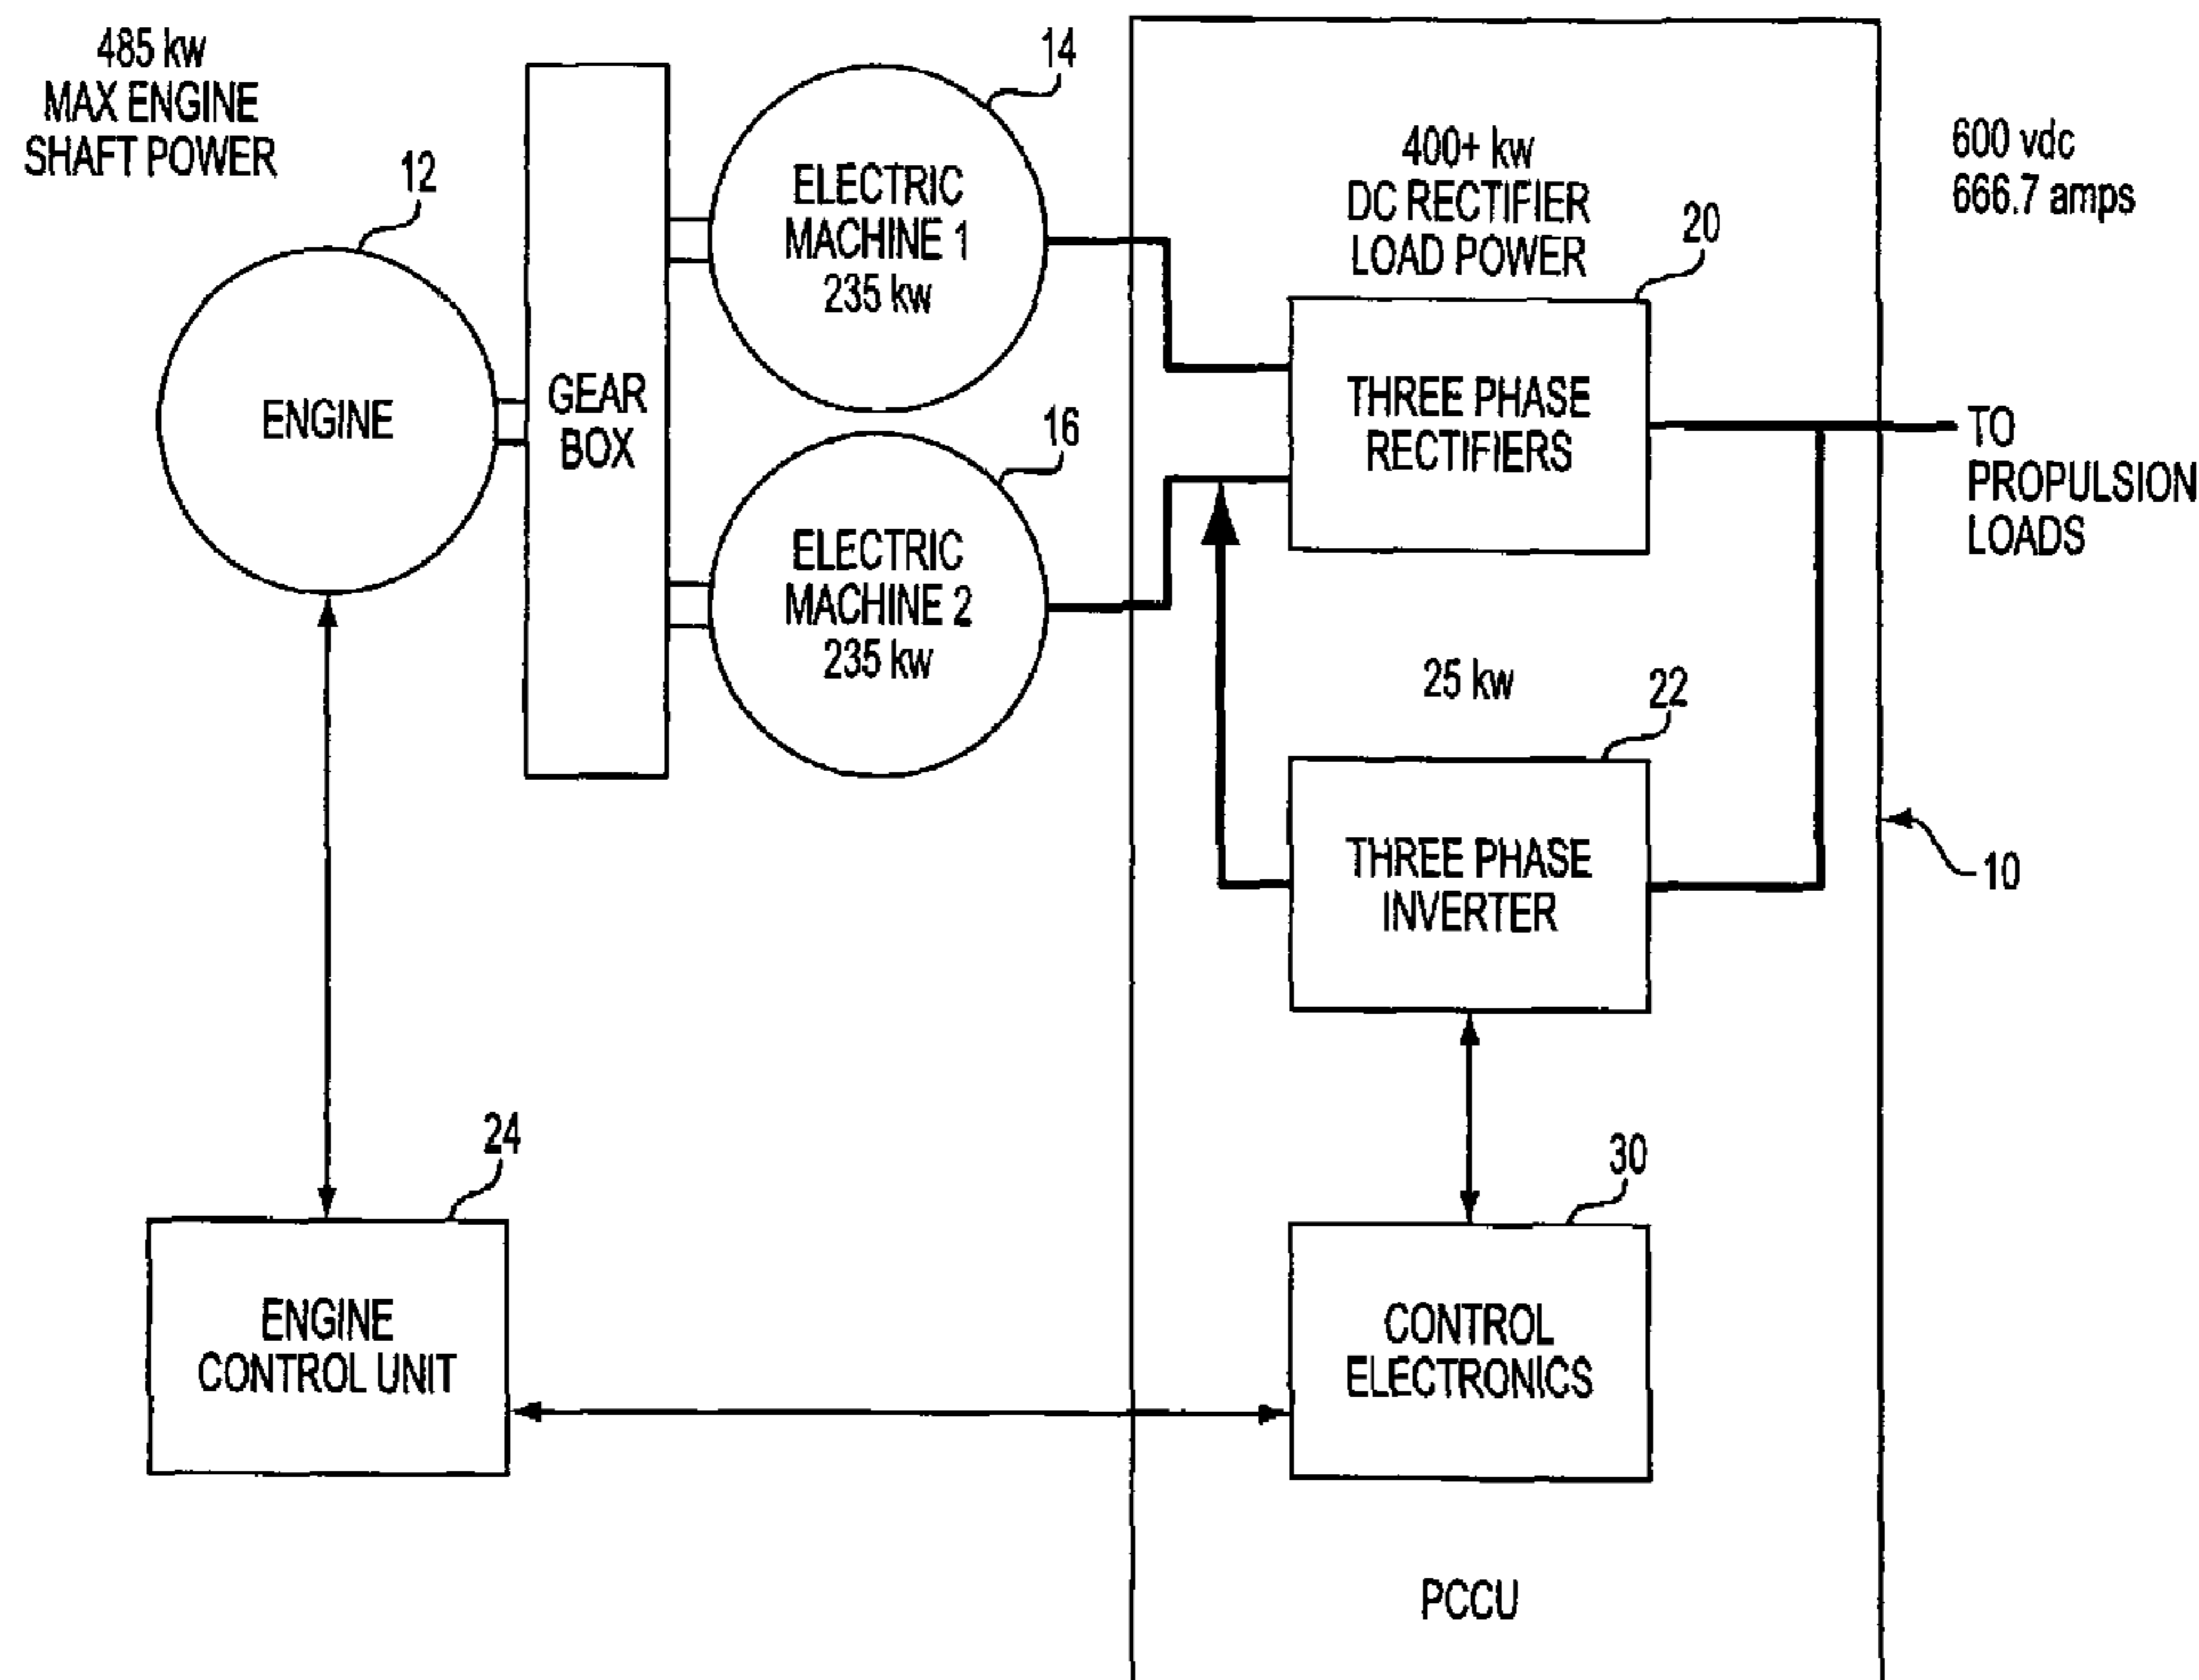 485 kw
MAX ENGINE
SHAFT POWER
12
ENGINE
GEAR
BOX
14
ELECTRIC
MACHINE 1
235 kw
16
ELECTRIC
MACHINE 2
235 kw
400+ kw
DC RECTIFIER
LOAD POWER
20
THREE PHASE
RECTIFIERS
600 vdc
666.7 amps
TO
PROPULSION
LOADS
25 kw
22
THREE PHASE
INVERTER
10
24
ENGINE
CONTROL UNIT
30
CONTROL
ELECTRONICS
PCCU